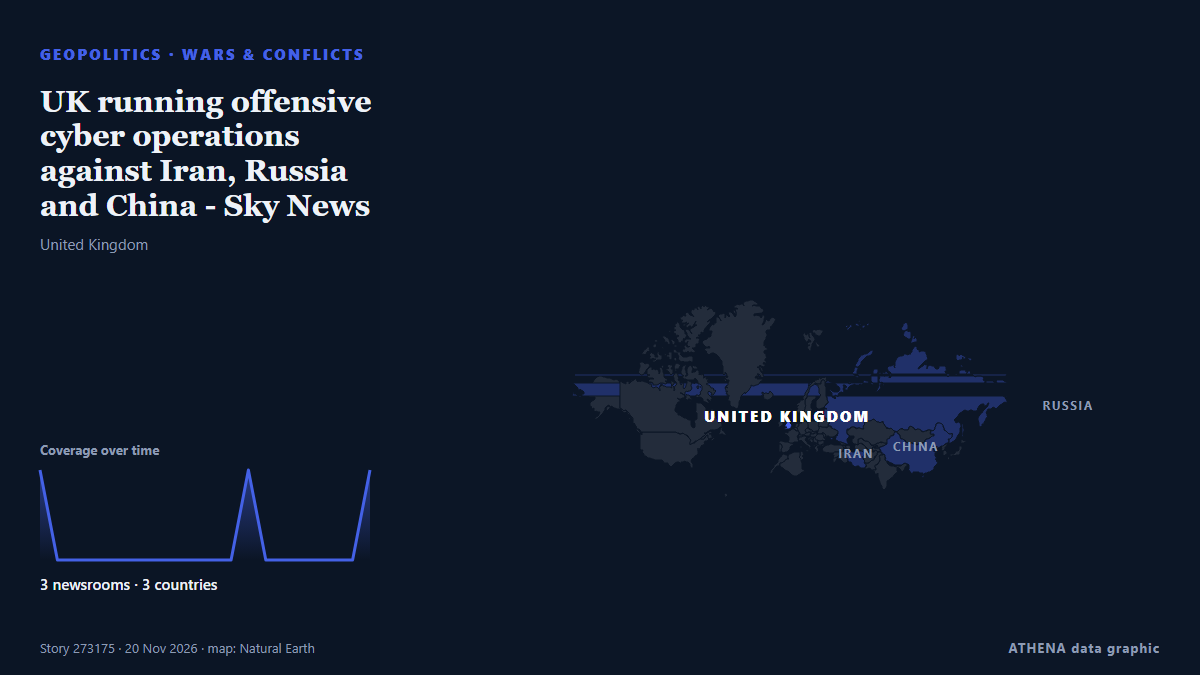 GEOPOLITICS · WARS & CONFLICTS
UK running offensive
cyber operations
against Iran, Russia
and China - Sky News
United Kingdom
RUSSIA
UNITED KINGDOM
CHINA
IRAN
Coverage over time
3 newsrooms · 3 countries
Story 273175 · 20 Nov 2026 · map: Natural Earth
ATHENA data graphic